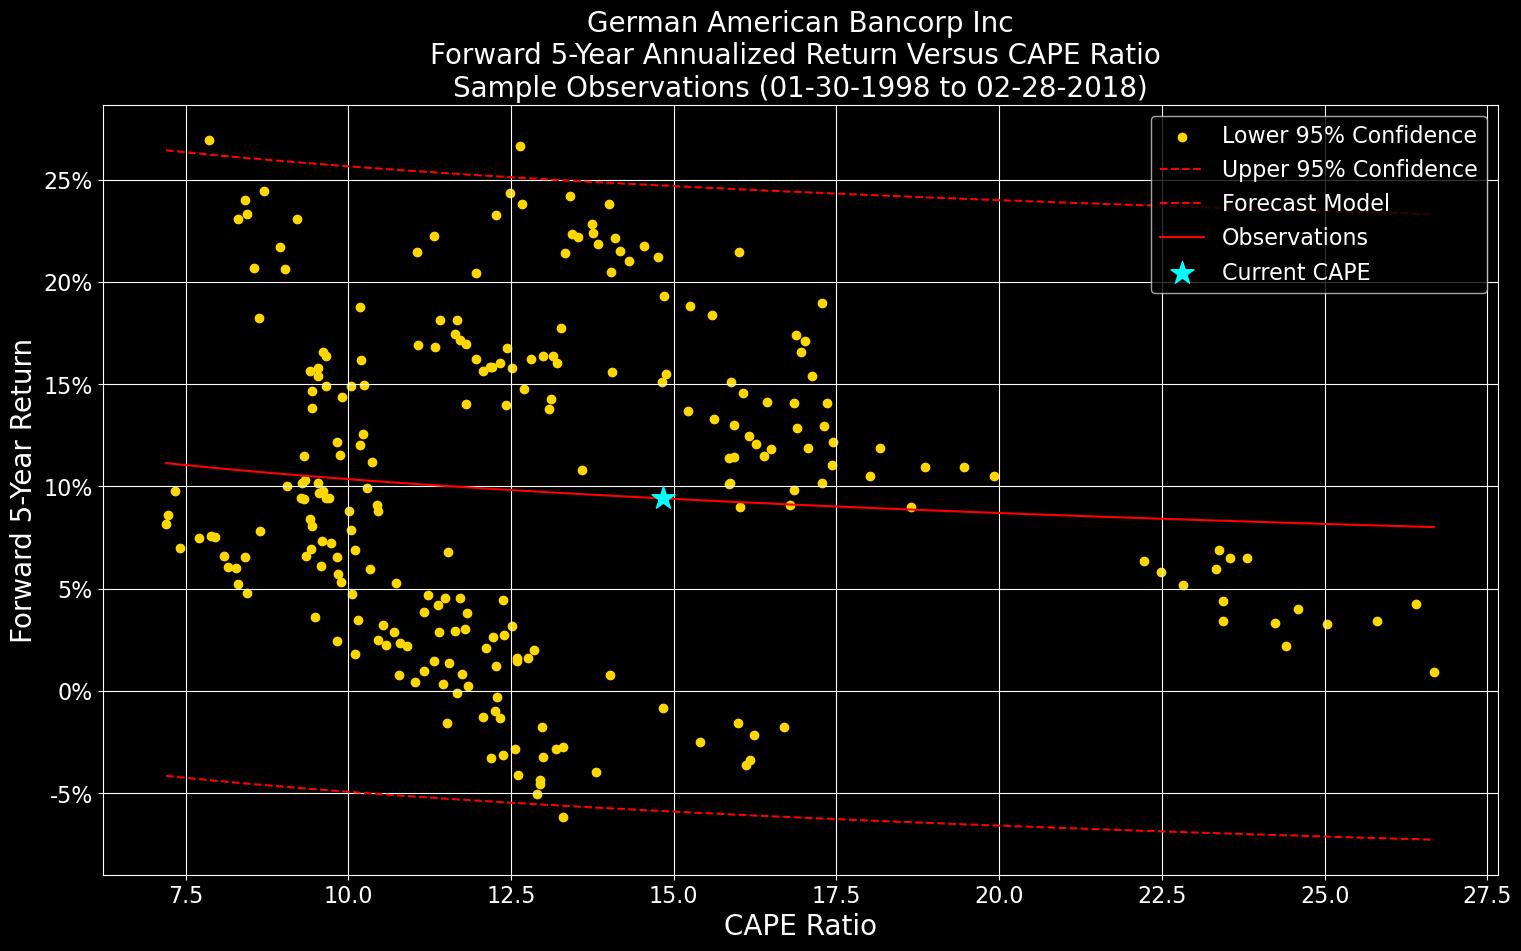 German American Bancorp Inc
Forward 5-Year Annualized Return Versus CAPE Ratio
Sample Observations (01-30-1998 to 02-28-2018)
Lower 95% Confidence
Upper 95% Confidence
Forecast Model
Observations
Current CAPE
Forward 5-Year Return
25%
20%
15%
10%
5%
0%
-5%
7.5 10.0 12.5 15.0 17.5 20.0 22.5 25.0 27.5
CAPE Ratio